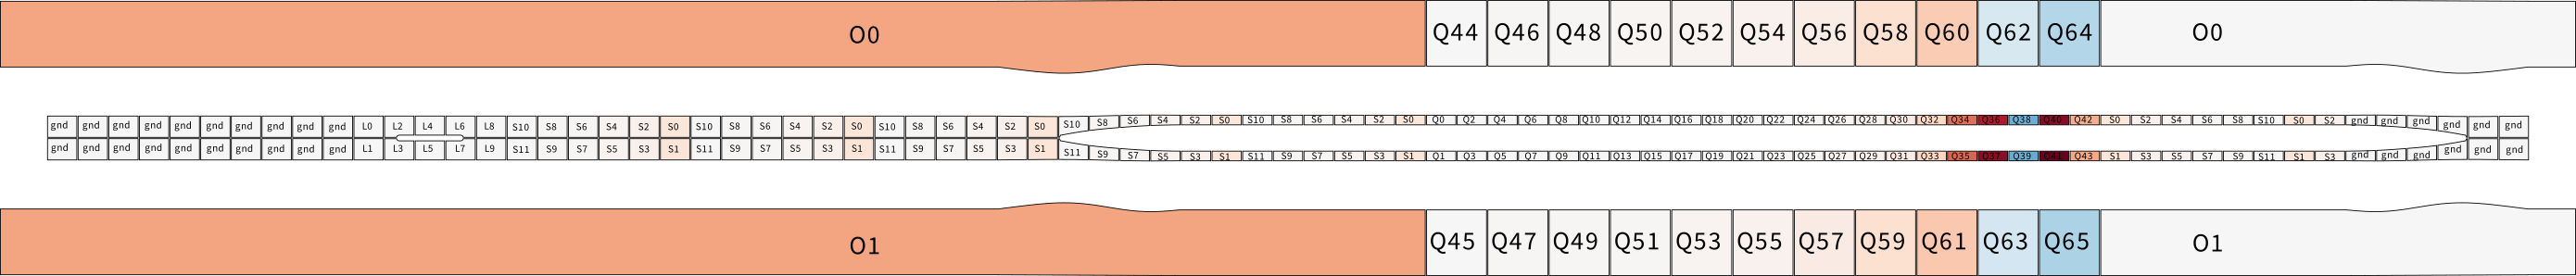 O0 Q44 Q46 Q48 Q50 Q52 Q54 Q56 Q58 Q60 Q62 Q64 O0
gnd gnd gnd gnd gnd gnd gnd gnd gnd gnd L0 L2 L4 L6 L8 S10 S8 S6 S4 S2 S0 S10 S8 S6 S4 S2 S0 S10 S8 S6 S4 S2 S0 S10 S8 S6 S4 S2 S0 S10 S8 S6 S4 S2 S0 Q0 Q2 Q4 Q6 Q8 Q10 Q12 Q14 Q16 Q18 Q20 Q22 Q24 Q26 Q28 Q30 Q32 Q34 Q36 Q38 Q40 Q42 S0 S2 S4 S6 S8 S10 S0 S2 gnd gnd gnd gnd gnd gnd
gnd gnd gnd gnd gnd gnd gnd gnd gnd gnd L1 L3 L5 L7 L9 S11 S9 S7 S5 S3 S1 S11 S9 S7 S5 S3 S1 S11 S9 S7 S5 S3 S1 S11 S9 S7 S5 S3 S1 S11 S9 S7 S5 S3 S1 Q1 Q3 Q5 Q7 Q9 Q11 Q13 Q15 Q17 Q19 Q21 Q23 Q25 Q27 Q29 Q31 Q33 Q35 Q37 Q39 Q41 Q43 S1 S3 S5 S7 S9 S11 S1 S3 gnd gnd gnd gnd gnd gnd
O1 Q45 Q47 Q49 Q51 Q53 Q55 Q57 Q59 Q61 Q63 Q65 O1